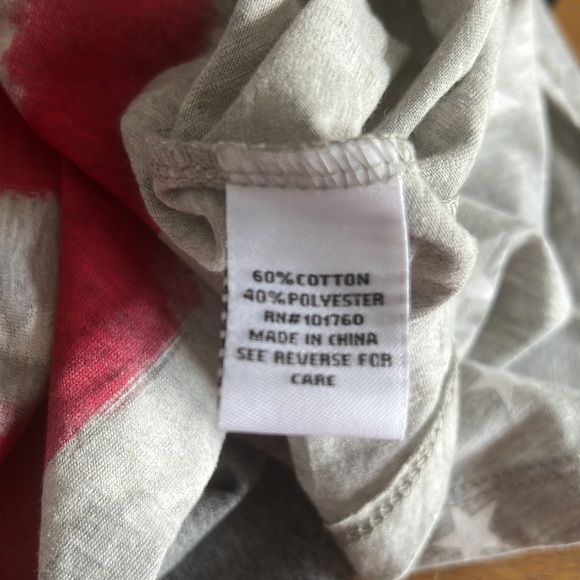 60%COTTON
40%POLYESTER
RN#101760
MADE IN CHINA
SEE REVERSE FOR
CARE